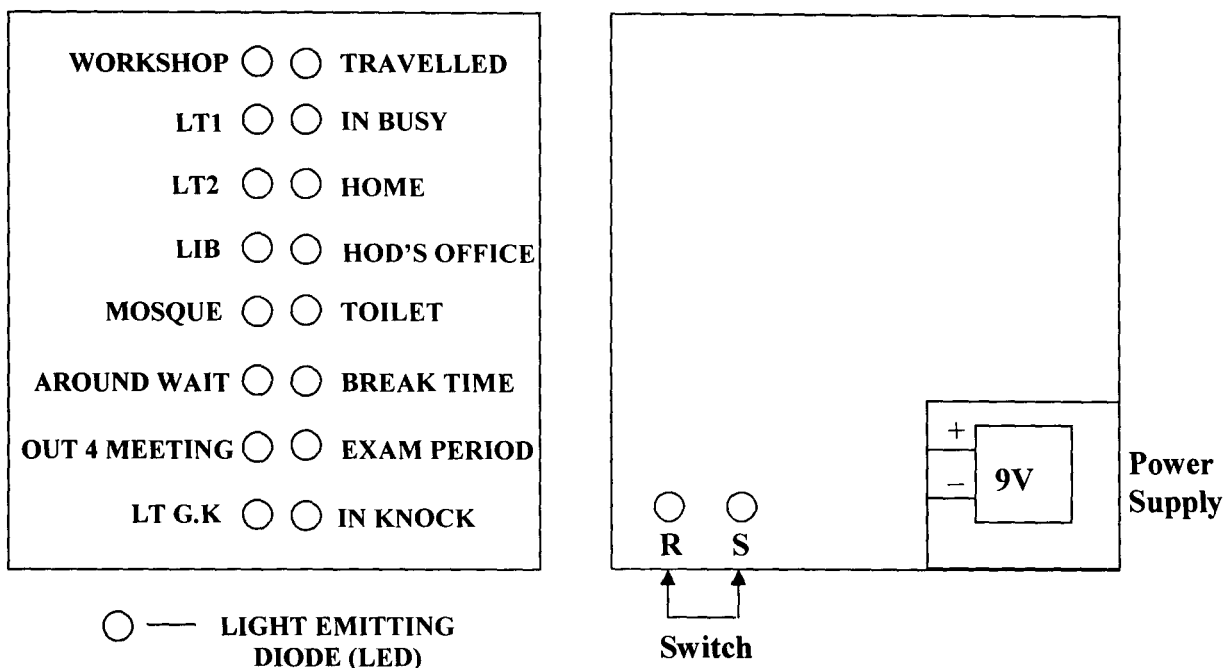 WORKSHOP TRAVELLED
LT1 IN BUSY
LT2 HOME
LIB HOD'S OFFICE
MOSQUE TOILET
AROUND WAIT BREAK TIME
OUT 4 MEETING EXAM PERIOD
LT G.K IN KNOCK
LIGHT EMITTING
DIODE (LED)
+
−
9V
Power
Supply
R S
Switch